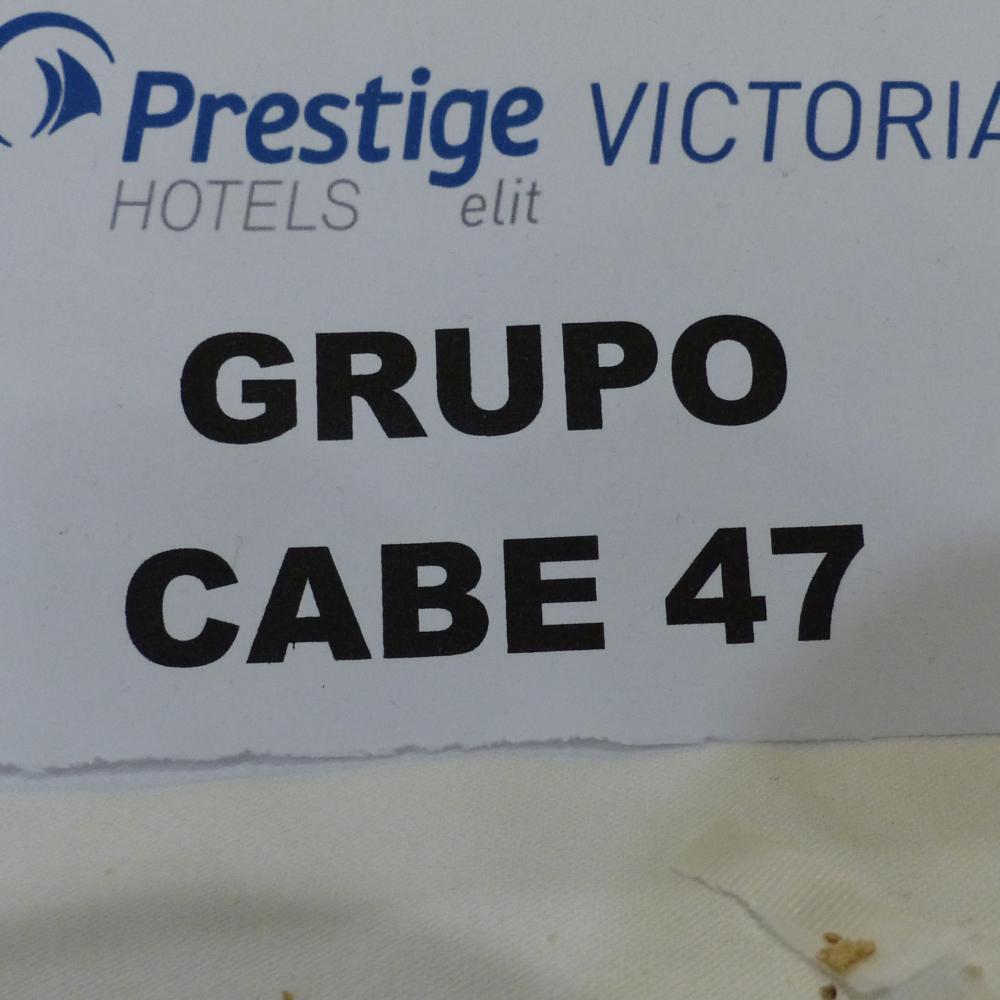 Prestige VICTORIA
HOTELS elit
GRUPO
CABE 47